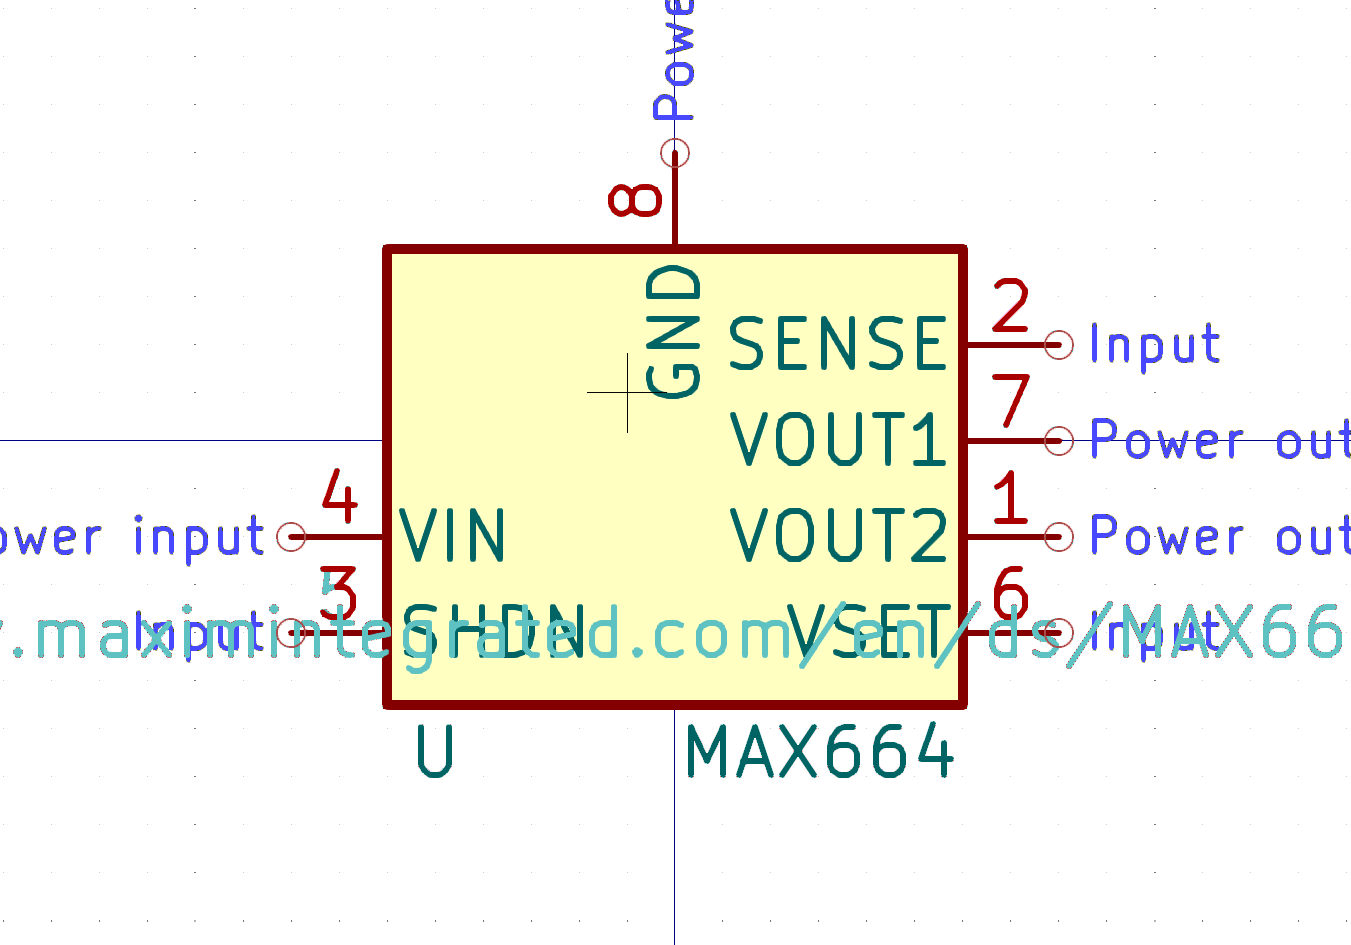 Powe
8
GND
2
SENSE
Input
7
VOUT1
Power out
4
1
ower input
VIN
VOUT2
Power out
3
6
Input
SHDN
VSET
Input
.maximintegrated.com/en/ds/MAX66
U
MAX664